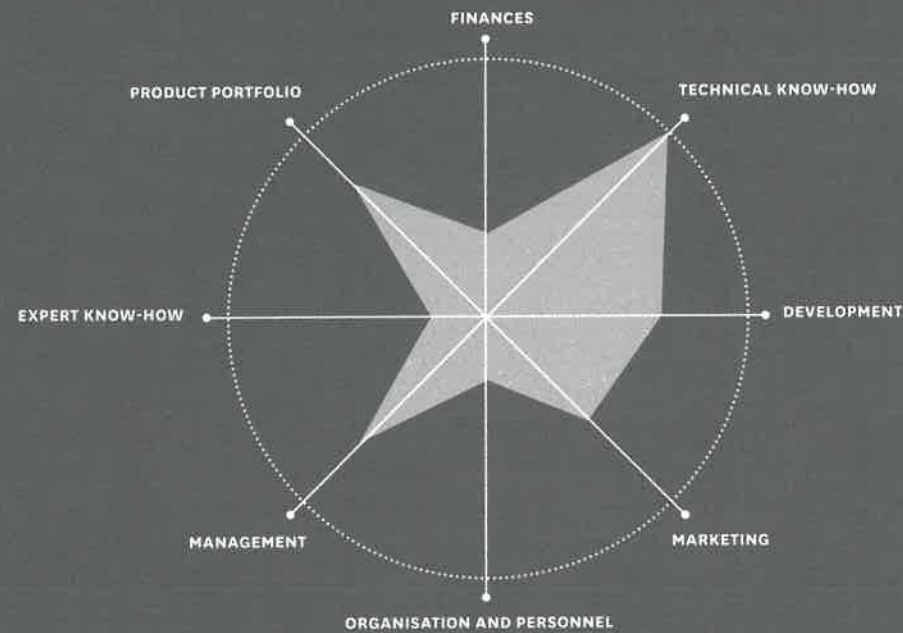 FINANCES
PRODUCT PORTFOLIO
TECHNICAL KNOW-HOW
EXPERT KNOW-HOW
DEVELOPMENT
MANAGEMENT
MARKETING
ORGANISATION AND PERSONNEL